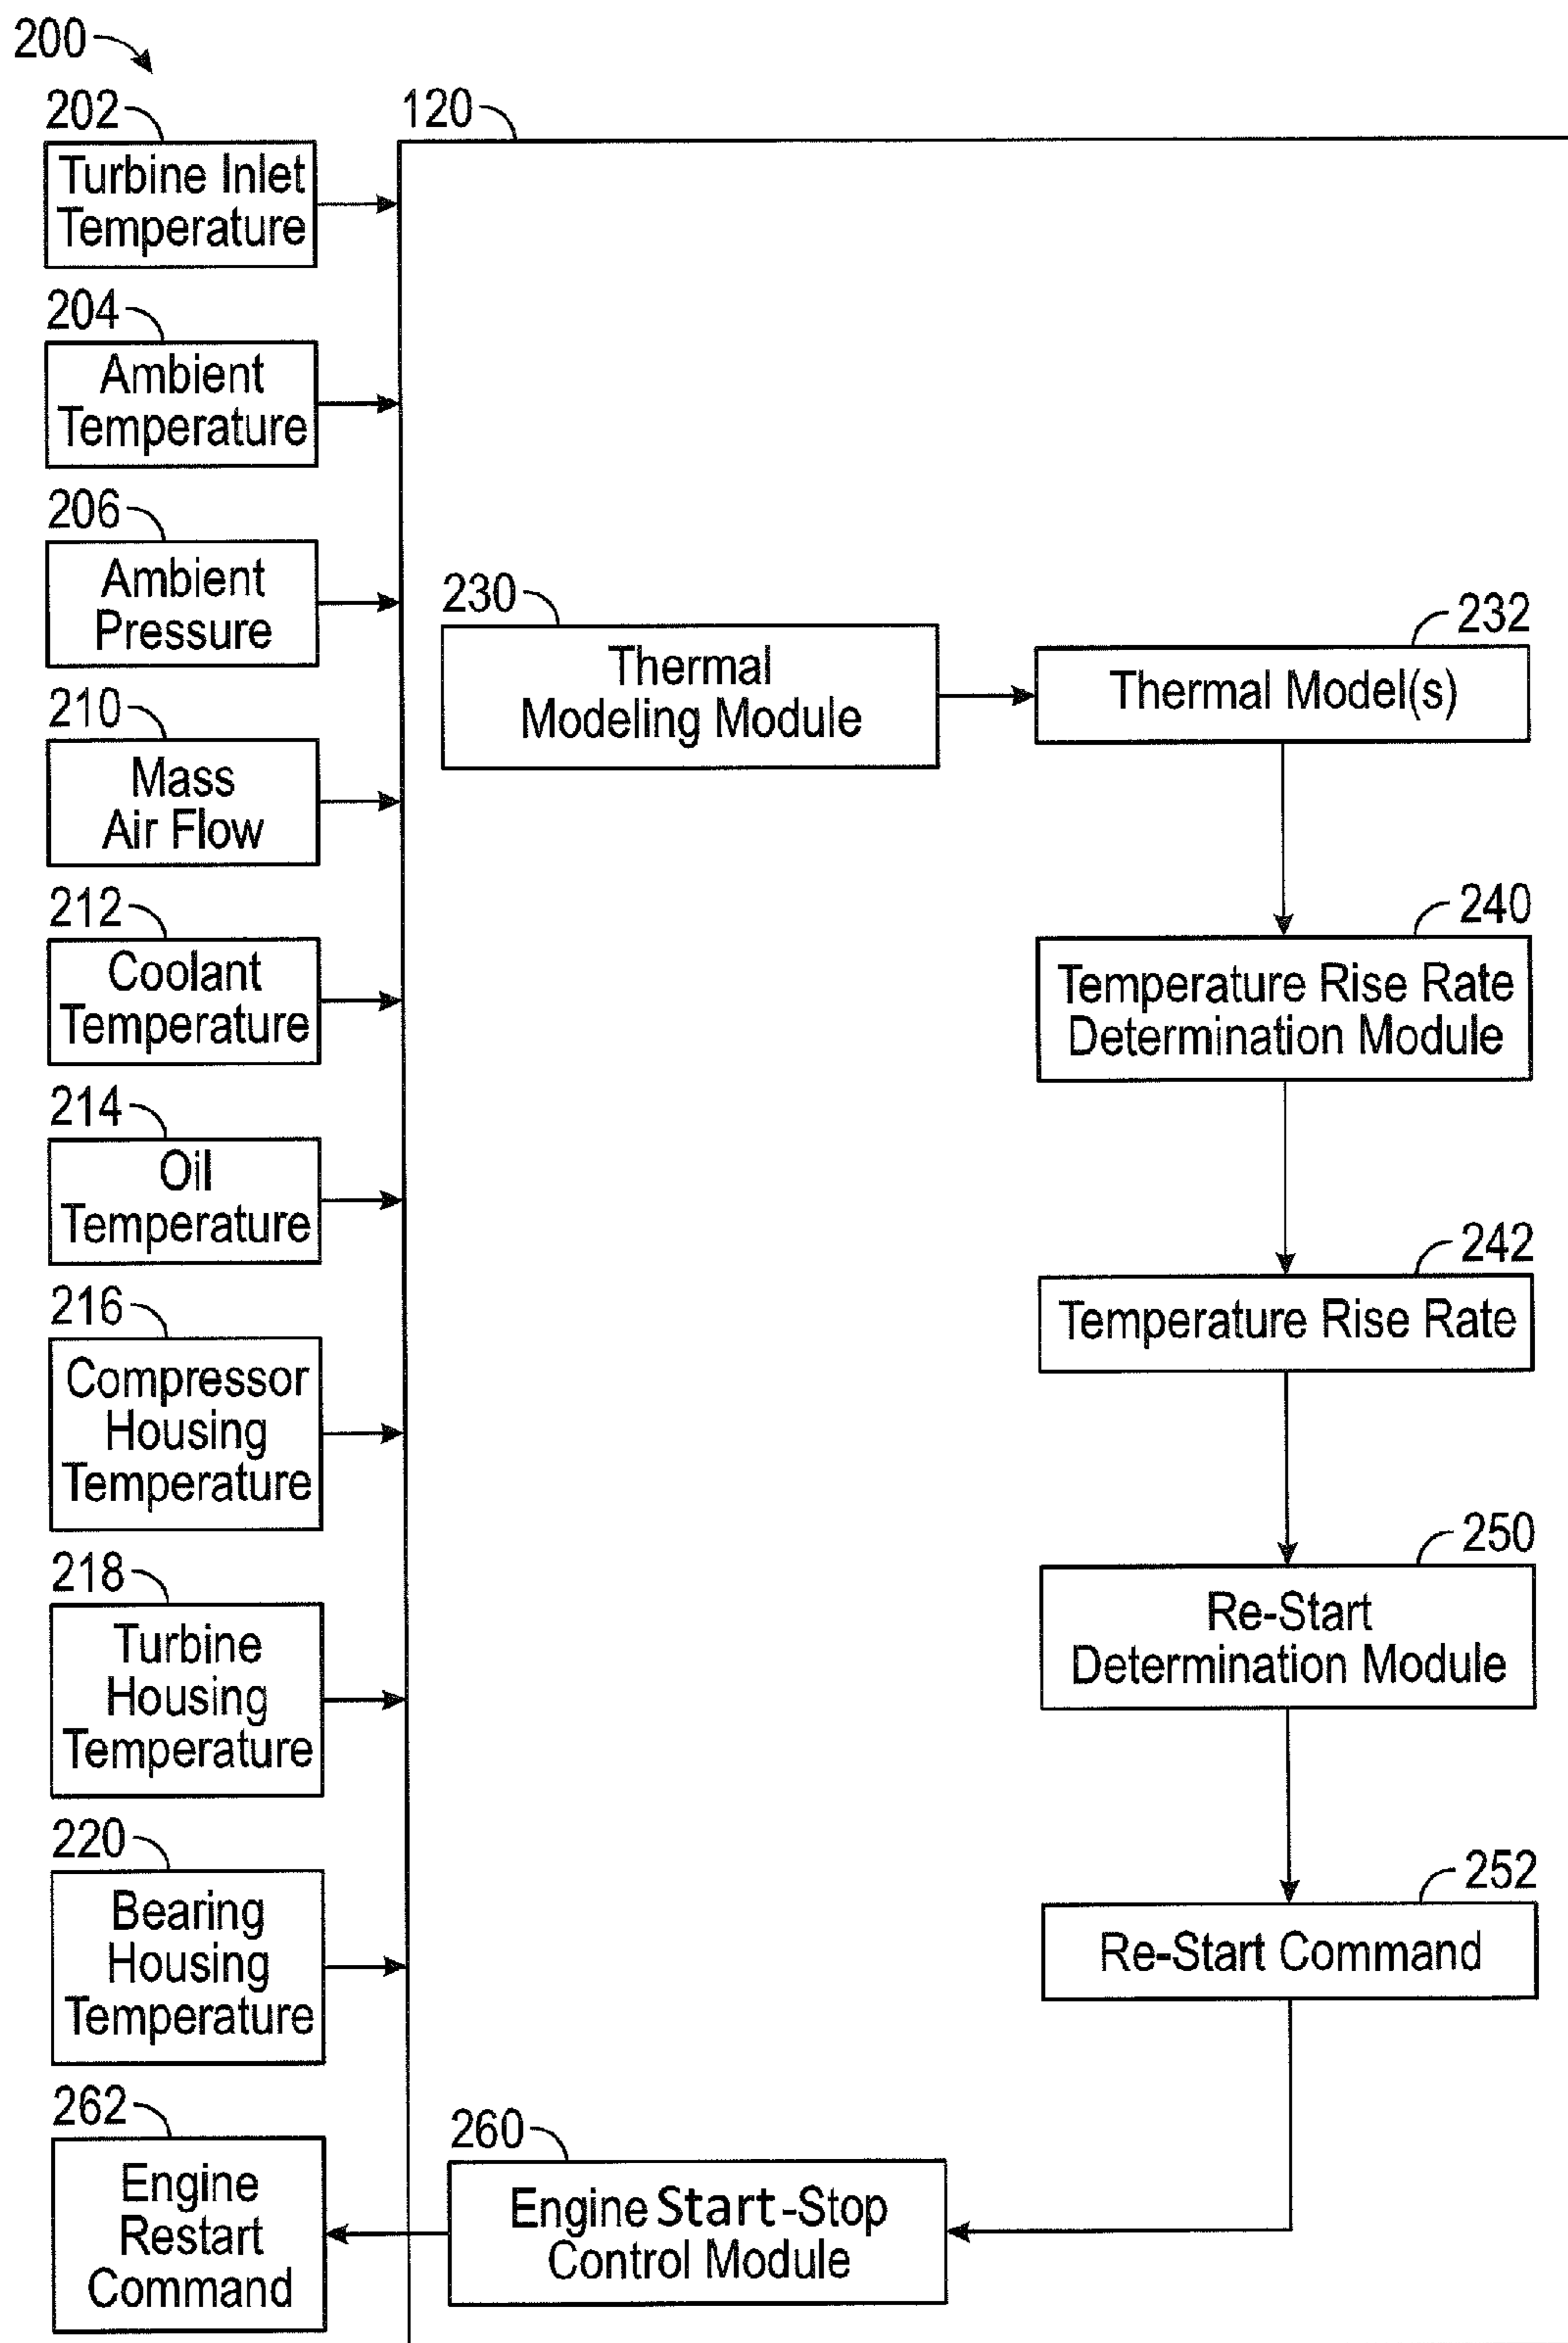 200
202
Turbine Inlet
Temperature
204
Ambient
Temperature
206
Ambient
Pressure
210
Mass
Air Flow
212
Coolant
Temperature
214
Oil
Temperature
216
Compressor
Housing
Temperature
218
Turbine
Housing
Temperature
220
Bearing
Housing
Temperature
262
Engine
Restart
Command
120
230
Thermal
Modeling Module
232
Thermal Model(s)
240
Temperature Rise Rate
Determination Module
242
Temperature Rise Rate
250
Re-Start
Determination Module
252
Re-Start Command
260
Engine Start-Stop
Control Module